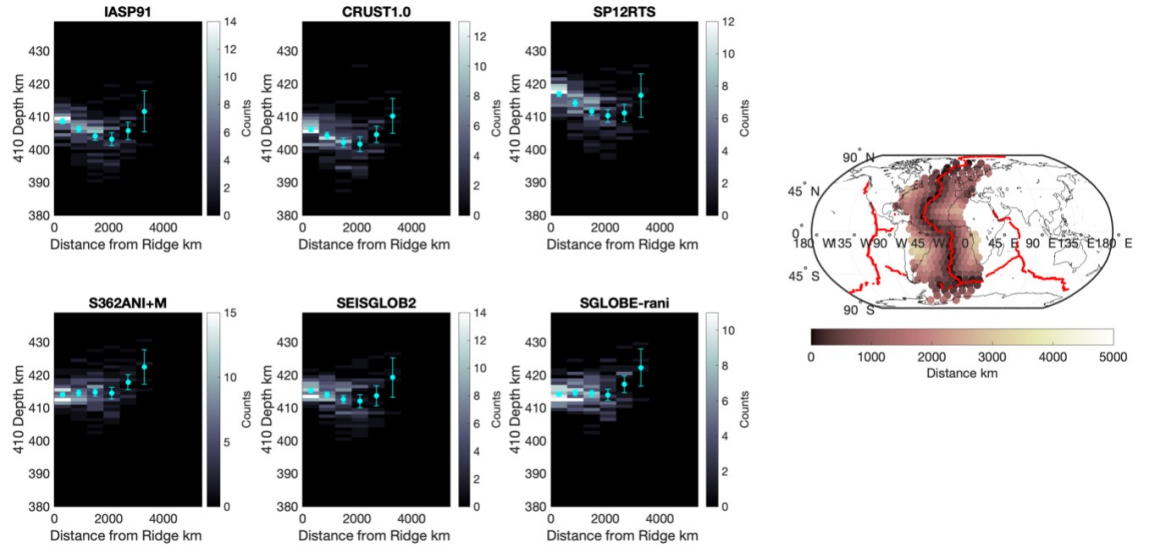 IASP91
430
420
410
400
390
380
410 Depth km
0 2000 4000
Distance from Ridge km
14
12
10
8
6
4
2
0
Counts
CRUST1.0
430
420
410
400
390
380
410 Depth km
0 2000 4000
Distance from Ridge km
12
10
8
6
4
2
0
Counts
SP12RTS
430
420
410
400
390
380
410 Depth km
0 2000 4000
Distance from Ridge km
12
10
8
6
4
2
0
Counts
90° N
45° N
0°
180° W135° W90° W45° W 0° 45° E 90° E135° E180° E
45° S
90° S
0 1000 2000 3000 4000 5000
Distance km
S362ANI+M
430
420
410
400
390
380
410 Depth km
0 2000 4000
Distance from Ridge km
15
10
5
0
Counts
SEISGLOB2
430
420
410
400
390
380
410 Depth km
0 2000 4000
Distance from Ridge km
14
12
10
8
6
4
2
0
Counts
SGLOBE-rani
430
420
410
400
390
380
410 Depth km
0 2000 4000
Distance from Ridge km
10
8
6
4
2
0
Counts